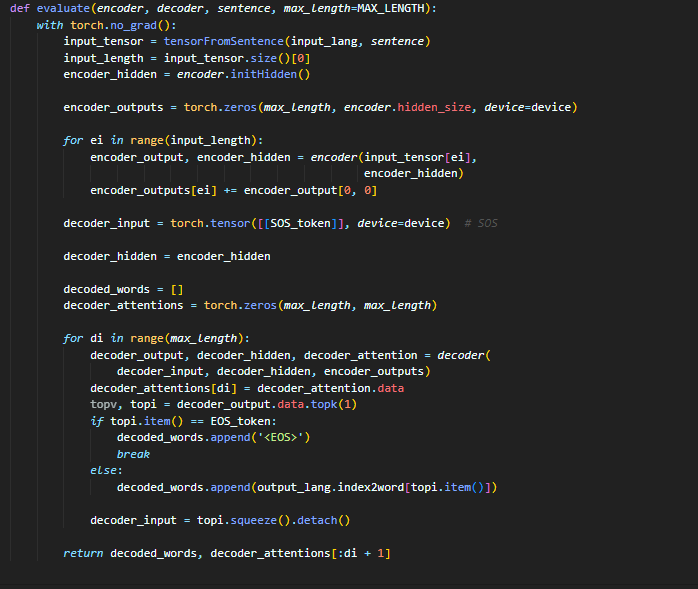 def evaluate(encoder, decoder, sentence, max_length=MAX_LENGTH):
    with torch.no_grad():
        input_tensor = tensorFromSentence(input_lang, sentence)
        input_length = input_tensor.size()[0]
        encoder_hidden = encoder.initHidden()

        encoder_outputs = torch.zeros(max_length, encoder.hidden_size, device=device)

        for ei in range(input_length):
            encoder_output, encoder_hidden = encoder(input_tensor[ei],
                                                     encoder_hidden)
            encoder_outputs[ei] += encoder_output[0, 0]

        decoder_input = torch.tensor([[SOS_token]], device=device)  # SOS

        decoder_hidden = encoder_hidden

        decoded_words = []
        decoder_attentions = torch.zeros(max_length, max_length)

        for di in range(max_length):
            decoder_output, decoder_hidden, decoder_attention = decoder(
                decoder_input, decoder_hidden, encoder_outputs)
            decoder_attentions[di] = decoder_attention.data
            topv, topi = decoder_output.data.topk(1)
            if topi.item() == EOS_token:
                decoded_words.append('<EOS>')
                break
            else:
                decoded_words.append(output_lang.index2word[topi.item()])

            decoder_input = topi.squeeze().detach()

        return decoded_words, decoder_attentions[:di + 1]